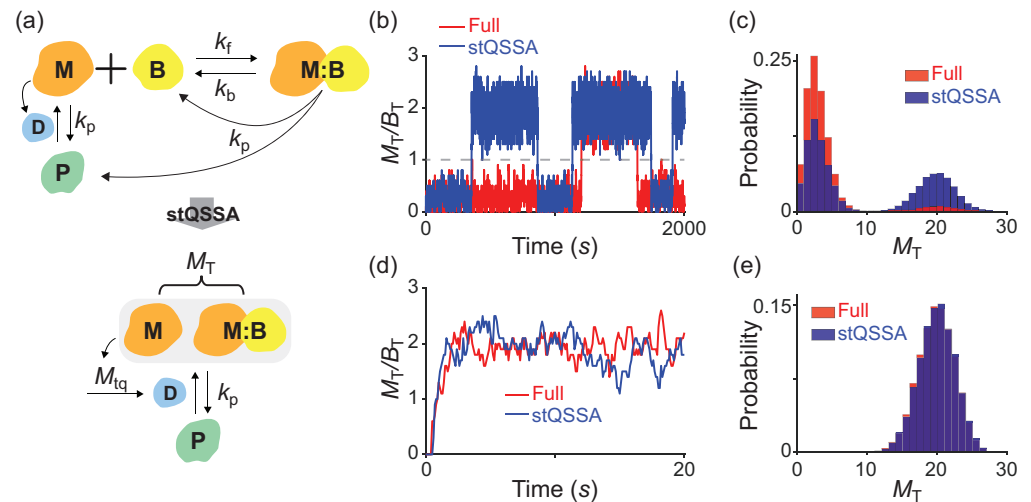 (a)
M + B
k_f
k_b
M:B
D
k_p
k_p
P
stQSSA
M_T
M
M:B
M_tq
D
k_p
P
(b)
Full
stQSSA
M_T/B_T
3
2
1
0
0
2000
Time (s)
(c)
Probability
0.25
0
Full
stQSSA
0
10
20
30
M_T
(d)
M_T/B_T
3
2
1
0
Full
stQSSA
0
20
Time (s)
(e)
Probability
0.15
0
Full
stQSSA
0
10
20
30
M_T